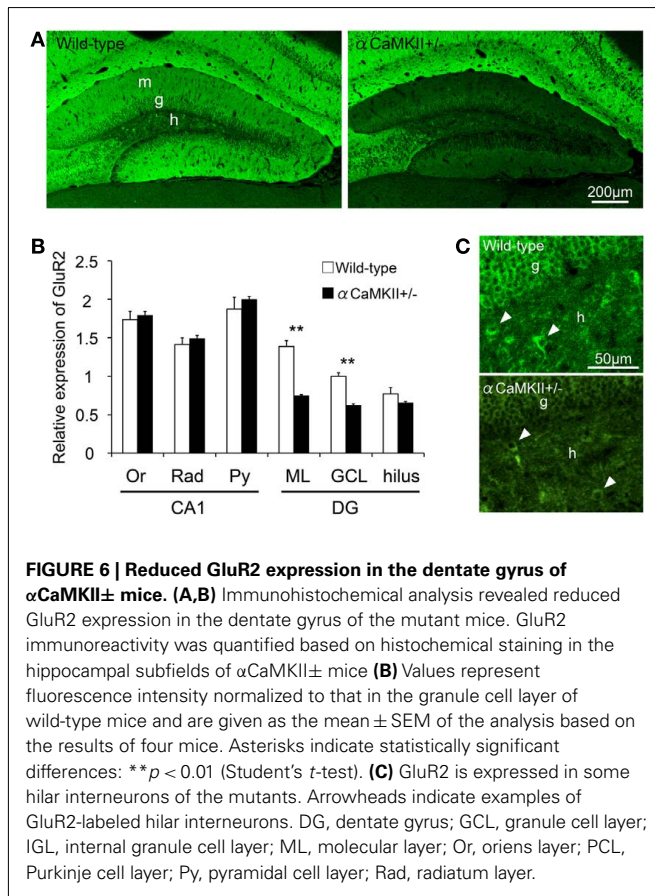 A
Wild-type
αCaMKII+/-
m
g
h
200μm
B
Relative expression of GluR2
2.5
2
1.5
1
0.5
0
Wild-type
αCaMKII+/-
**
**
Or Rad Py ML GCL hilus
CA1 DG
C
Wild-type
g
h
50μm
αCaMKII+/-
g
h
FIGURE 6 | Reduced GluR2 expression in the dentate gyrus of
αCaMKII± mice. (A,B) Immunohistochemical analysis revealed reduced
GluR2 expression in the dentate gyrus of the mutant mice. GluR2
immunoreactivity was quantified based on histochemical staining in the
hippocampal subfields of αCaMKII± mice (B) Values represent
fluorescence intensity normalized to that in the granule cell layer of
wild-type mice and are given as the mean ± SEM of the analysis based on
the results of four mice. Asterisks indicate statistically significant
differences: **p < 0.01 (Student's t-test). (C) GluR2 is expressed in some
hilar interneurons of the mutants. Arrowheads indicate examples of
GluR2-labeled hilar interneurons. DG, dentate gyrus; GCL, granule cell layer;
IGL, internal granule cell layer; ML, molecular layer; Or, oriens layer; PCL,
Purkinje cell layer; Py, pyramidal cell layer; Rad, radiatum layer.